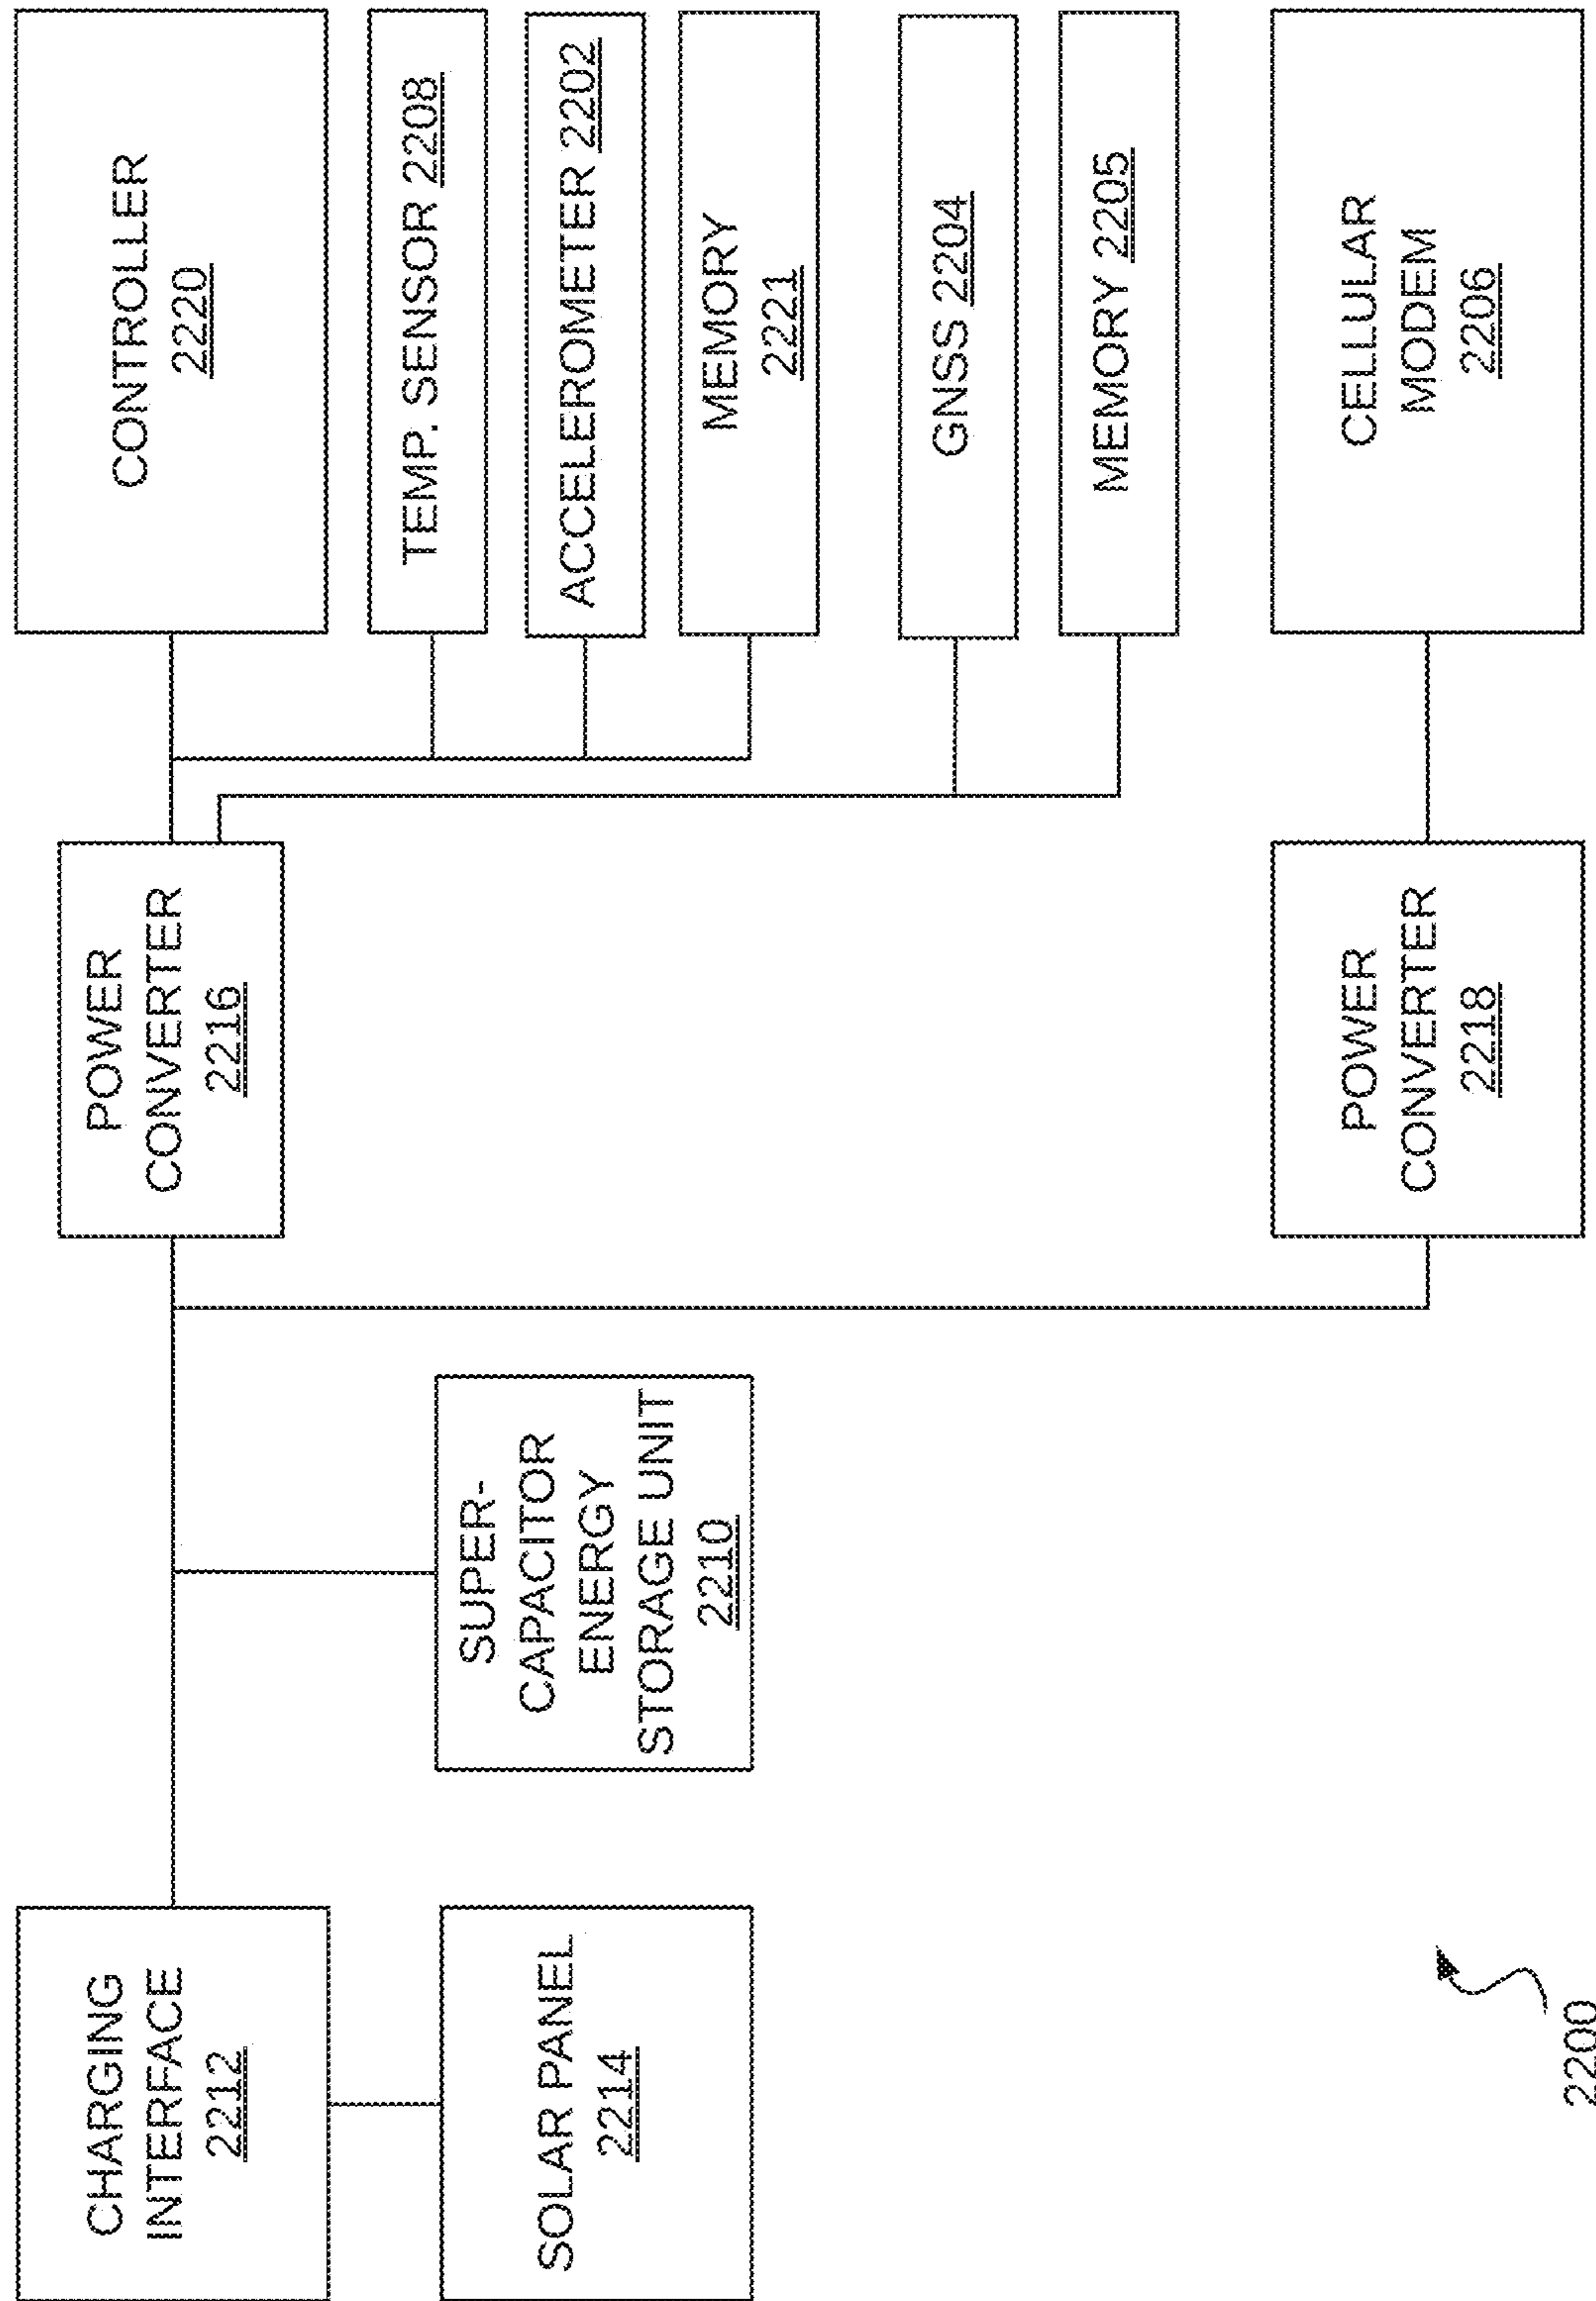 CHARGING
INTERFACE
2212
SOLAR PANEL
2214
SUPER-
CAPACITOR
ENERGY
STORAGE UNIT
2210
POWER
CONVERTER
2216
POWER
CONVERTER
2218
CONTROLLER
2220
TEMP. SENSOR 2208
ACCELEROMETER 2202
MEMORY
2221
GNSS 2204
MEMORY 2205
CELLULAR
MODEM
2206
2200